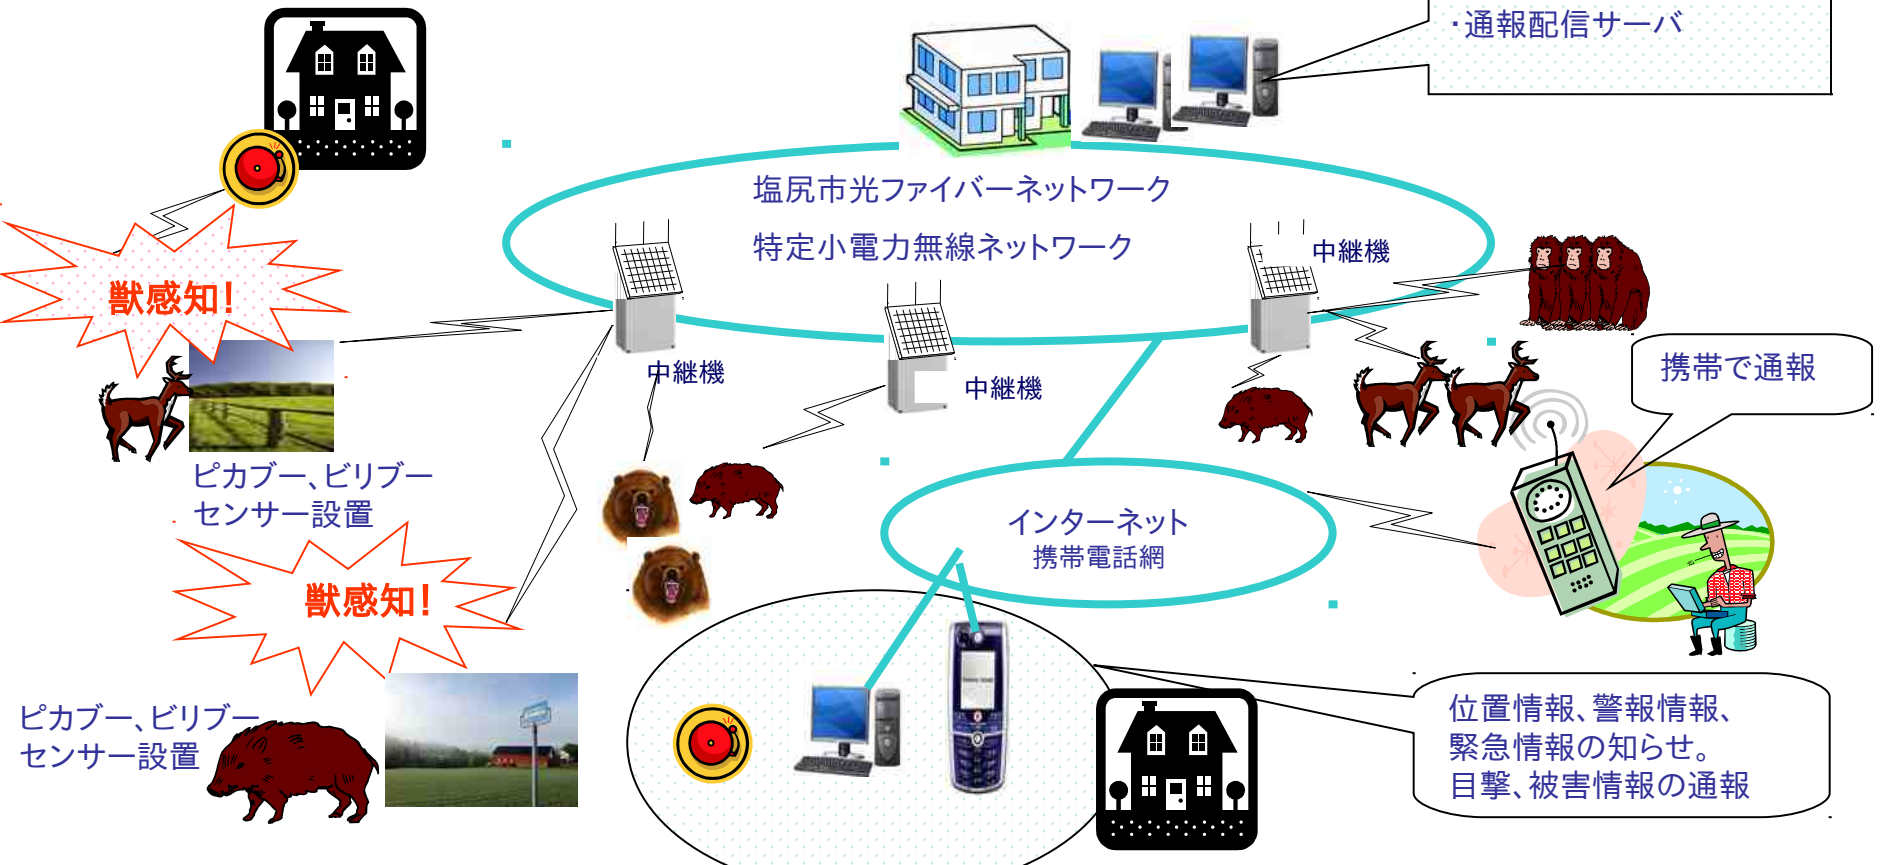 ・通報配信サーバ
塩尻市光ファイバーネットワーク
特定小電力無線ネットワーク
中継機
獣感知!
中継機
中継機
携帯で通報
ピカブー、ビリブー
センサー設置
インターネット
携帯電話網
獣感知!
ピカブー、ビリブー
センサー設置
位置情報、警報情報、
緊急情報の知らせ。
目撃、被害情報の通報